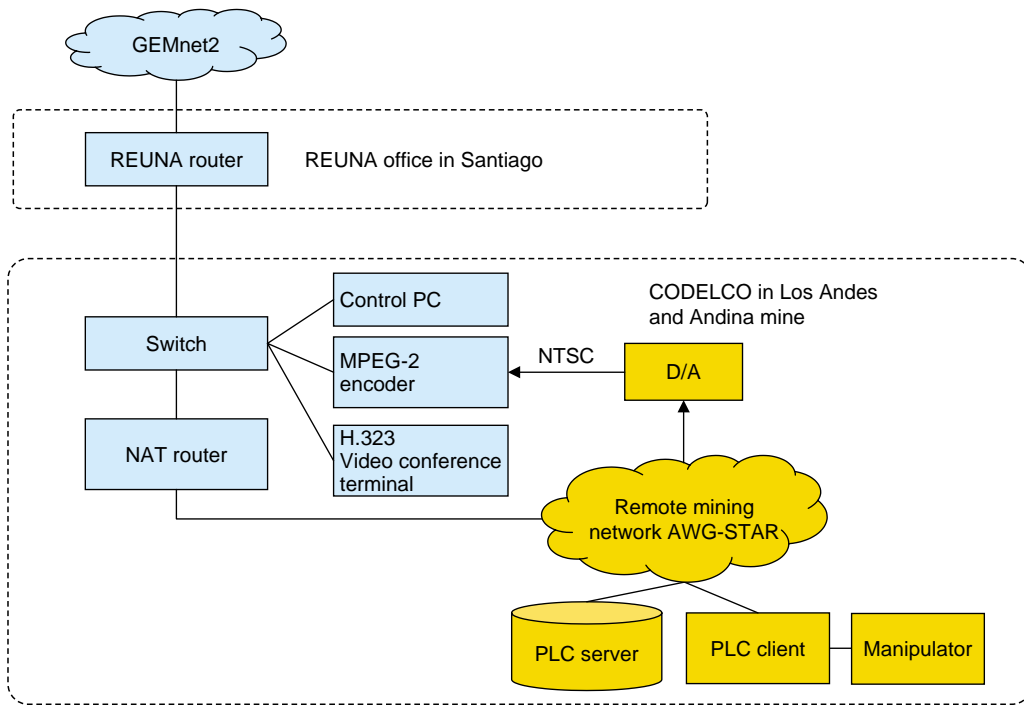 GEMnet2
REUNA router
REUNA office in Santiago
Control PC
CODELCO in Los Andes
and Andina mine
Switch
MPEG-2
encoder
NTSC
D/A
NAT router
H.323
Video conference
terminal
Remote mining
network AWG-STAR
PLC server
PLC client
Manipulator